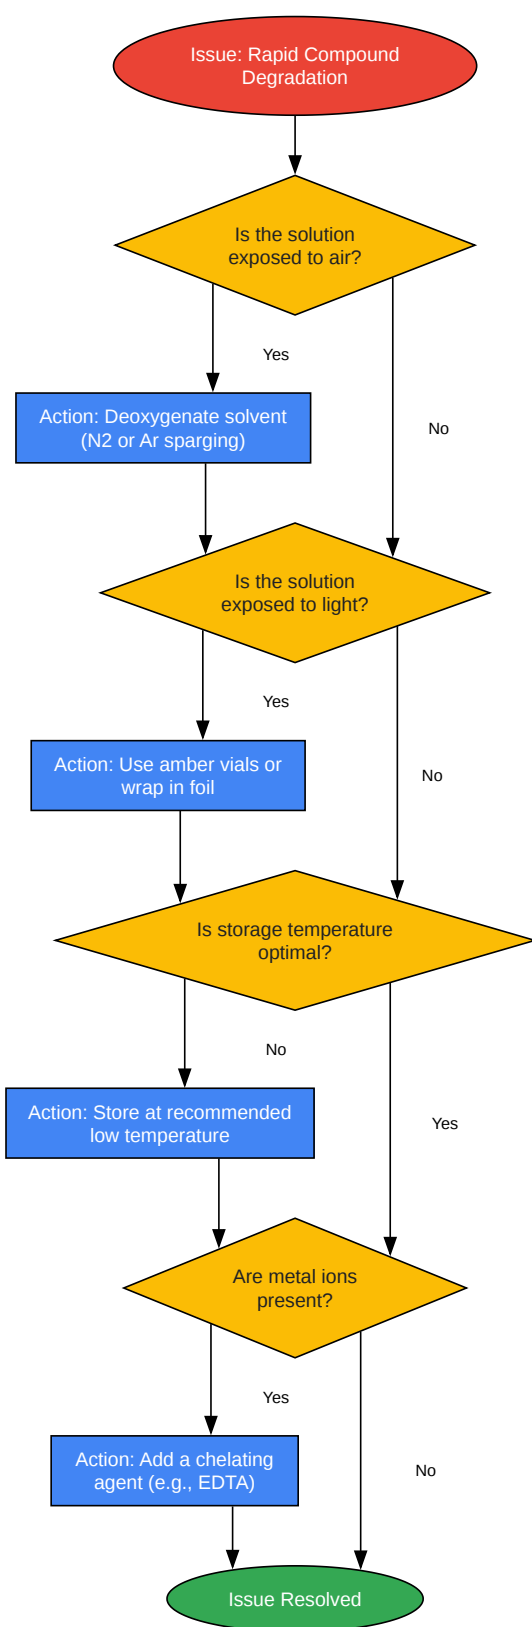 Issue: Rapid Compound
Degradation
Is the solution
exposed to air?
Yes
Action: Deoxygenate solvent
(N2 or Ar sparging)
No
Is the solution
exposed to light?
Yes
Action: Use amber vials or
wrap in foil
No
Is storage temperature
optimal?
No
Action: Store at recommended
low temperature
Yes
Are metal ions
present?
Yes
Action: Add a chelating
agent (e.g., EDTA)
No
Issue Resolved